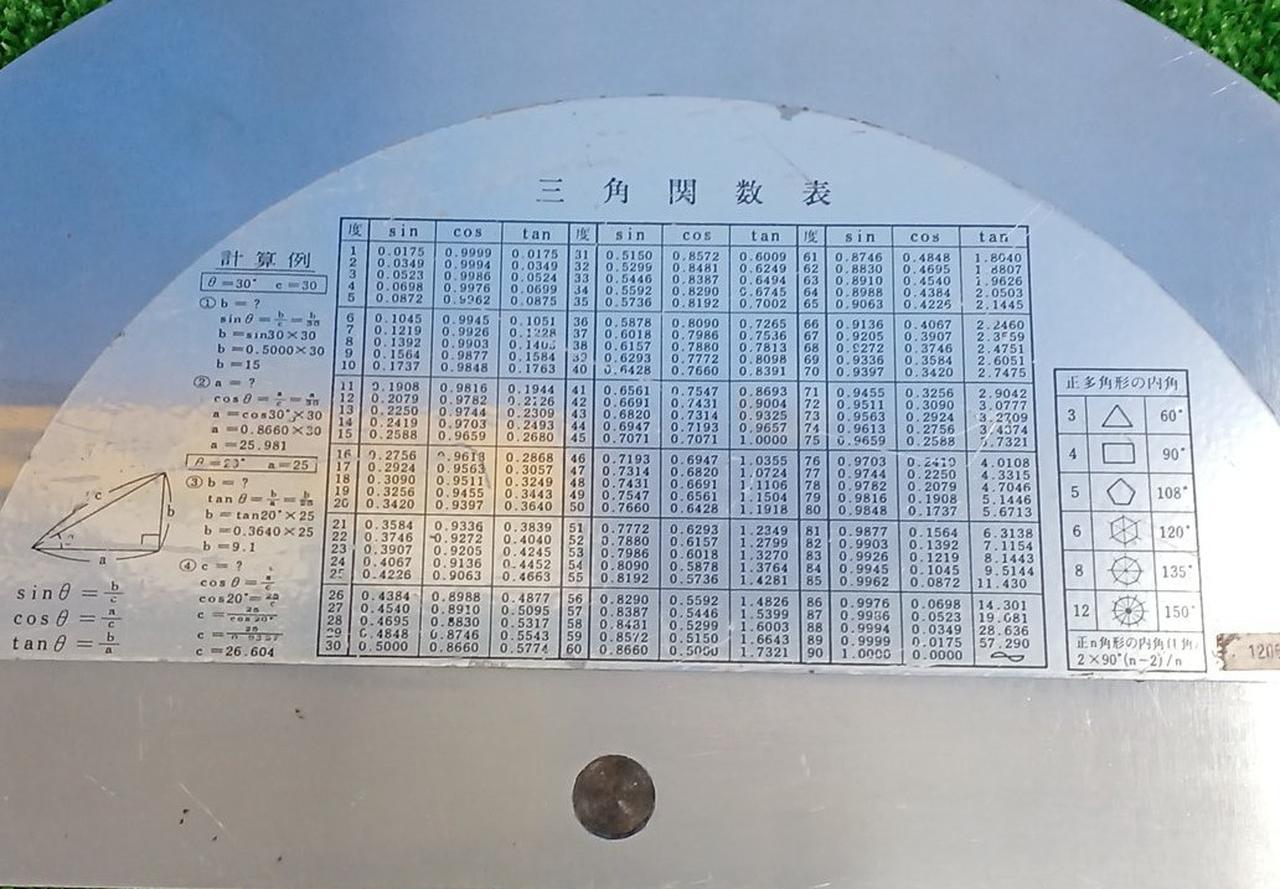 三角関数表
計算例
θ=30° c=30
①b=?
sinθ=b/c=b/30
b=sin30×30
b=0.5000×30
b=15
②a=?
cosθ=a/c=a/30
a=cos30°×30
a=0.8660×30
a=25.981
θ=20° a=25
③b=?
tanθ=b/a=b/25
b=tan20°×25
b=0.3640×25
b=9.1
④c=?
cosθ=a/c
cos20°=25/c
c=25/cos20°
c=26.604
c
b
a
sinθ=b/c
cosθ=a/c
tanθ=b/a
度 sin cos tan 度 sin cos tan 度 sin cos tan
1 0.0175 0.9999 0.0175 31 0.5150 0.8572 0.6009 61 0.8746 0.4848 1.8040
2 0.0349 0.9994 0.0349 32 0.5299 0.8481 0.6249 62 0.8830 0.4695 1.8807
3 0.0523 0.9986 0.0524 33 0.5446 0.8387 0.6494 63 0.8910 0.4540 1.9626
4 0.0698 0.9976 0.0699 34 0.5592 0.8290 0.6745 64 0.8988 0.4384 2.0503
5 0.0872 0.9962 0.0875 35 0.5736 0.8192 0.7002 65 0.9063 0.4226 2.1445
6 0.1045 0.9945 0.1051 36 0.5878 0.8090 0.7265 66 0.9136 0.4067 2.2460
7 0.1219 0.9926 0.1228 37 0.6018 0.7986 0.7536 67 0.9205 0.3907 2.3559
8 0.1392 0.9903 38 0.6157 0.7880 0.7813 68 0.9272 0.3746 2.4751
9 0.1564 0.9877 0.1584 39 0.6293 0.7772 0.8098 69 0.9336 0.3584 2.6051
10 0.1737 0.9848 0.1763 40 0.6428 0.7660 0.8391 70 0.9397 0.3420 2.7475
11 0.1908 0.9816 0.1944 41 0.6561 0.7547 0.8693 71 0.9455 0.3256 2.9042
12 0.2079 0.9782 0.2126 42 0.6691 0.7431 0.9004 72 0.9511 0.3090 3.0777
13 0.2250 0.9744 0.2309 43 0.6820 0.7314 0.9325 73 0.9563 0.2924 3.2709
14 0.2419 0.9703 0.2493 44 0.6947 0.7193 0.9657 74 0.9613 0.2756 3.4374
15 0.2588 0.9659 0.2680 45 0.7071 0.7071 1.0000 75 0.9659 0.2588 3.7321
16 0.2756 0.9613 0.2868 46 0.7193 0.6947 1.0355 76 0.9703 0.2419 4.0108
17 0.2924 0.9563 0.3057 47 0.7314 0.6820 1.0724 77 0.9744 0.2250 4.3315
18 0.3090 0.9511 0.3249 48 0.7431 0.6691 1.1106 78 0.9782 0.2079 4.7046
19 0.3256 0.9455 0.3443 49 0.7547 0.6561 1.1504 79 0.9816 0.1908 5.1446
20 0.3420 0.9397 0.3640 50 0.7660 0.6428 1.1918 80 0.9848 0.1737 5.6713
21 0.3584 0.9336 0.3839 51 0.7772 0.6293 1.2349 81 0.9877 0.1564 6.3138
22 0.3746 0.9272 0.4040 52 0.7880 0.6157 1.2799 82 0.9903 0.1392 7.1154
23 0.3907 0.9205 0.4245 53 0.7986 0.6018 1.3270 83 0.9926 0.1219 8.1443
24 0.4067 0.9136 0.4452 54 0.8090 0.5878 1.3764 84 0.9945 0.1045 9.5144
25 0.4226 0.9063 0.4663 55 0.8192 0.5736 1.4281 85 0.9962 0.0872 11.430
26 0.4384 0.8988 0.4877 56 0.8290 0.5592 1.4826 86 0.9976 0.0698 14.301
27 0.4540 0.8910 0.5095 57 0.8387 0.5446 1.5399 87 0.9986 0.0523 19.081
28 0.4695 0.8830 0.5317 58 0.8431 0.5299 1.6003 88 0.9994 0.0349 28.636
29 0.4848 0.8746 0.5543 59 0.8572 0.5150 1.6643 89 0.9999 0.0175 57.290
30 0.5000 0.8660 0.5774 60 0.8660 0.5000 1.7321 90 1.0000 0.0000 ∞
正多角形の内角
3 60°
4 90°
5 108°
6 120°
8 135°
12 150°
正n角形の内角(1角)
2×90°(n-2)/n